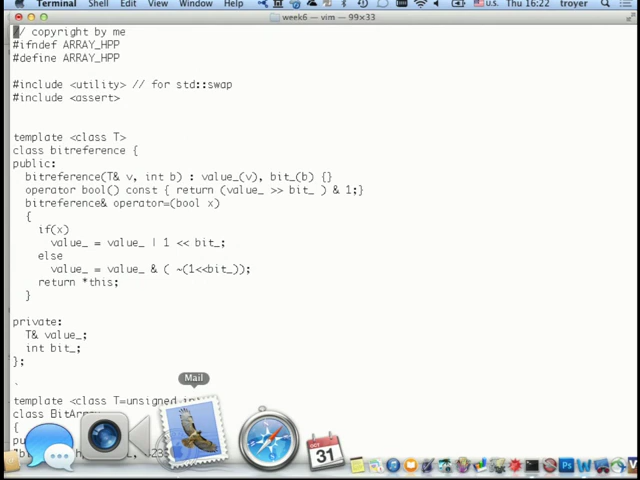 Terminal Shell Edit View Window Help U.S. Thu 16:22 troyer
week6 — vim — 99×33
// copyright by me
#ifndef ARRAY_HPP
#define ARRAY_HPP
#include <utility> // for std::swap
#include <assert>
template <class T>
class bitreference {
public:
bitreference(T& v, int b) : value_(v), bit_(b) {}
operator bool() const { return (value_ >> bit_ ) & 1;}
bitreference& operator=(bool x)
{
if(x)
value_ = value_ | 1 << bit_;
else
value_ = value_ & ( ~(1<<bit_));
return *this;
}
private:
T& value_;
int bit_;
};
`
Mail
template <class T=unsigned
class
{
OCT
31